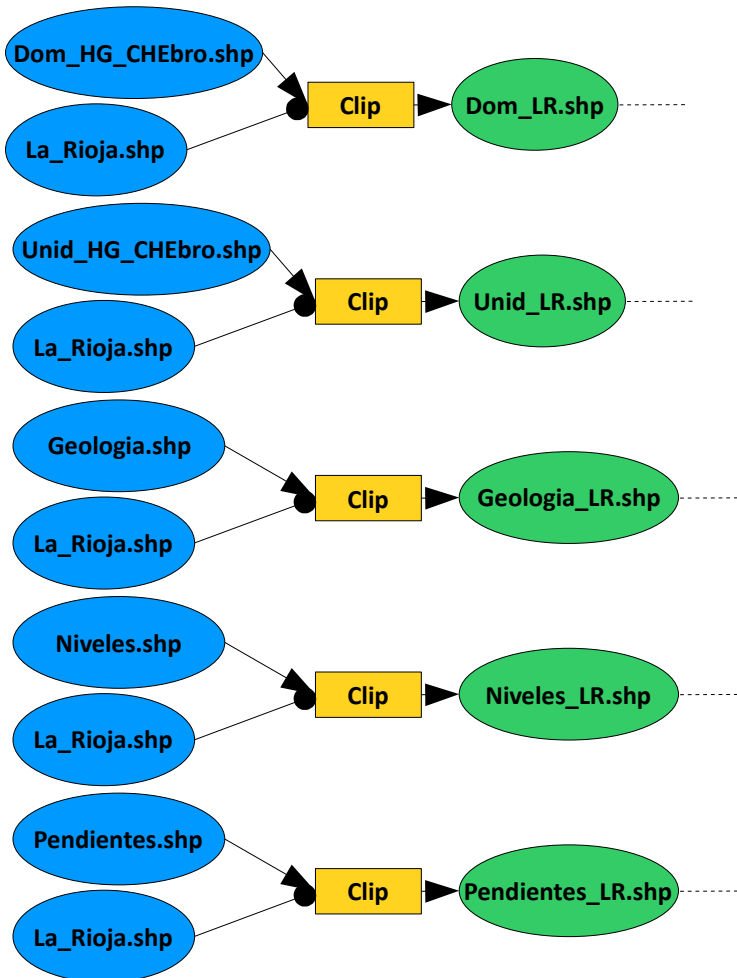 Dom_HG_CHEbro.shp
Clip
Dom_LR.shp
La_Rioja.shp
Unid_HG_CHEbro.shp
Clip
Unid_LR.shp
La_Rioja.shp
Geologia.shp
Clip
Geologia_LR.shp
La_Rioja.shp
Niveles.shp
Clip
Niveles_LR.shp
La_Rioja.shp
Pendientes.shp
Clip
Pendientes_LR.shp
La_Rioja.shp